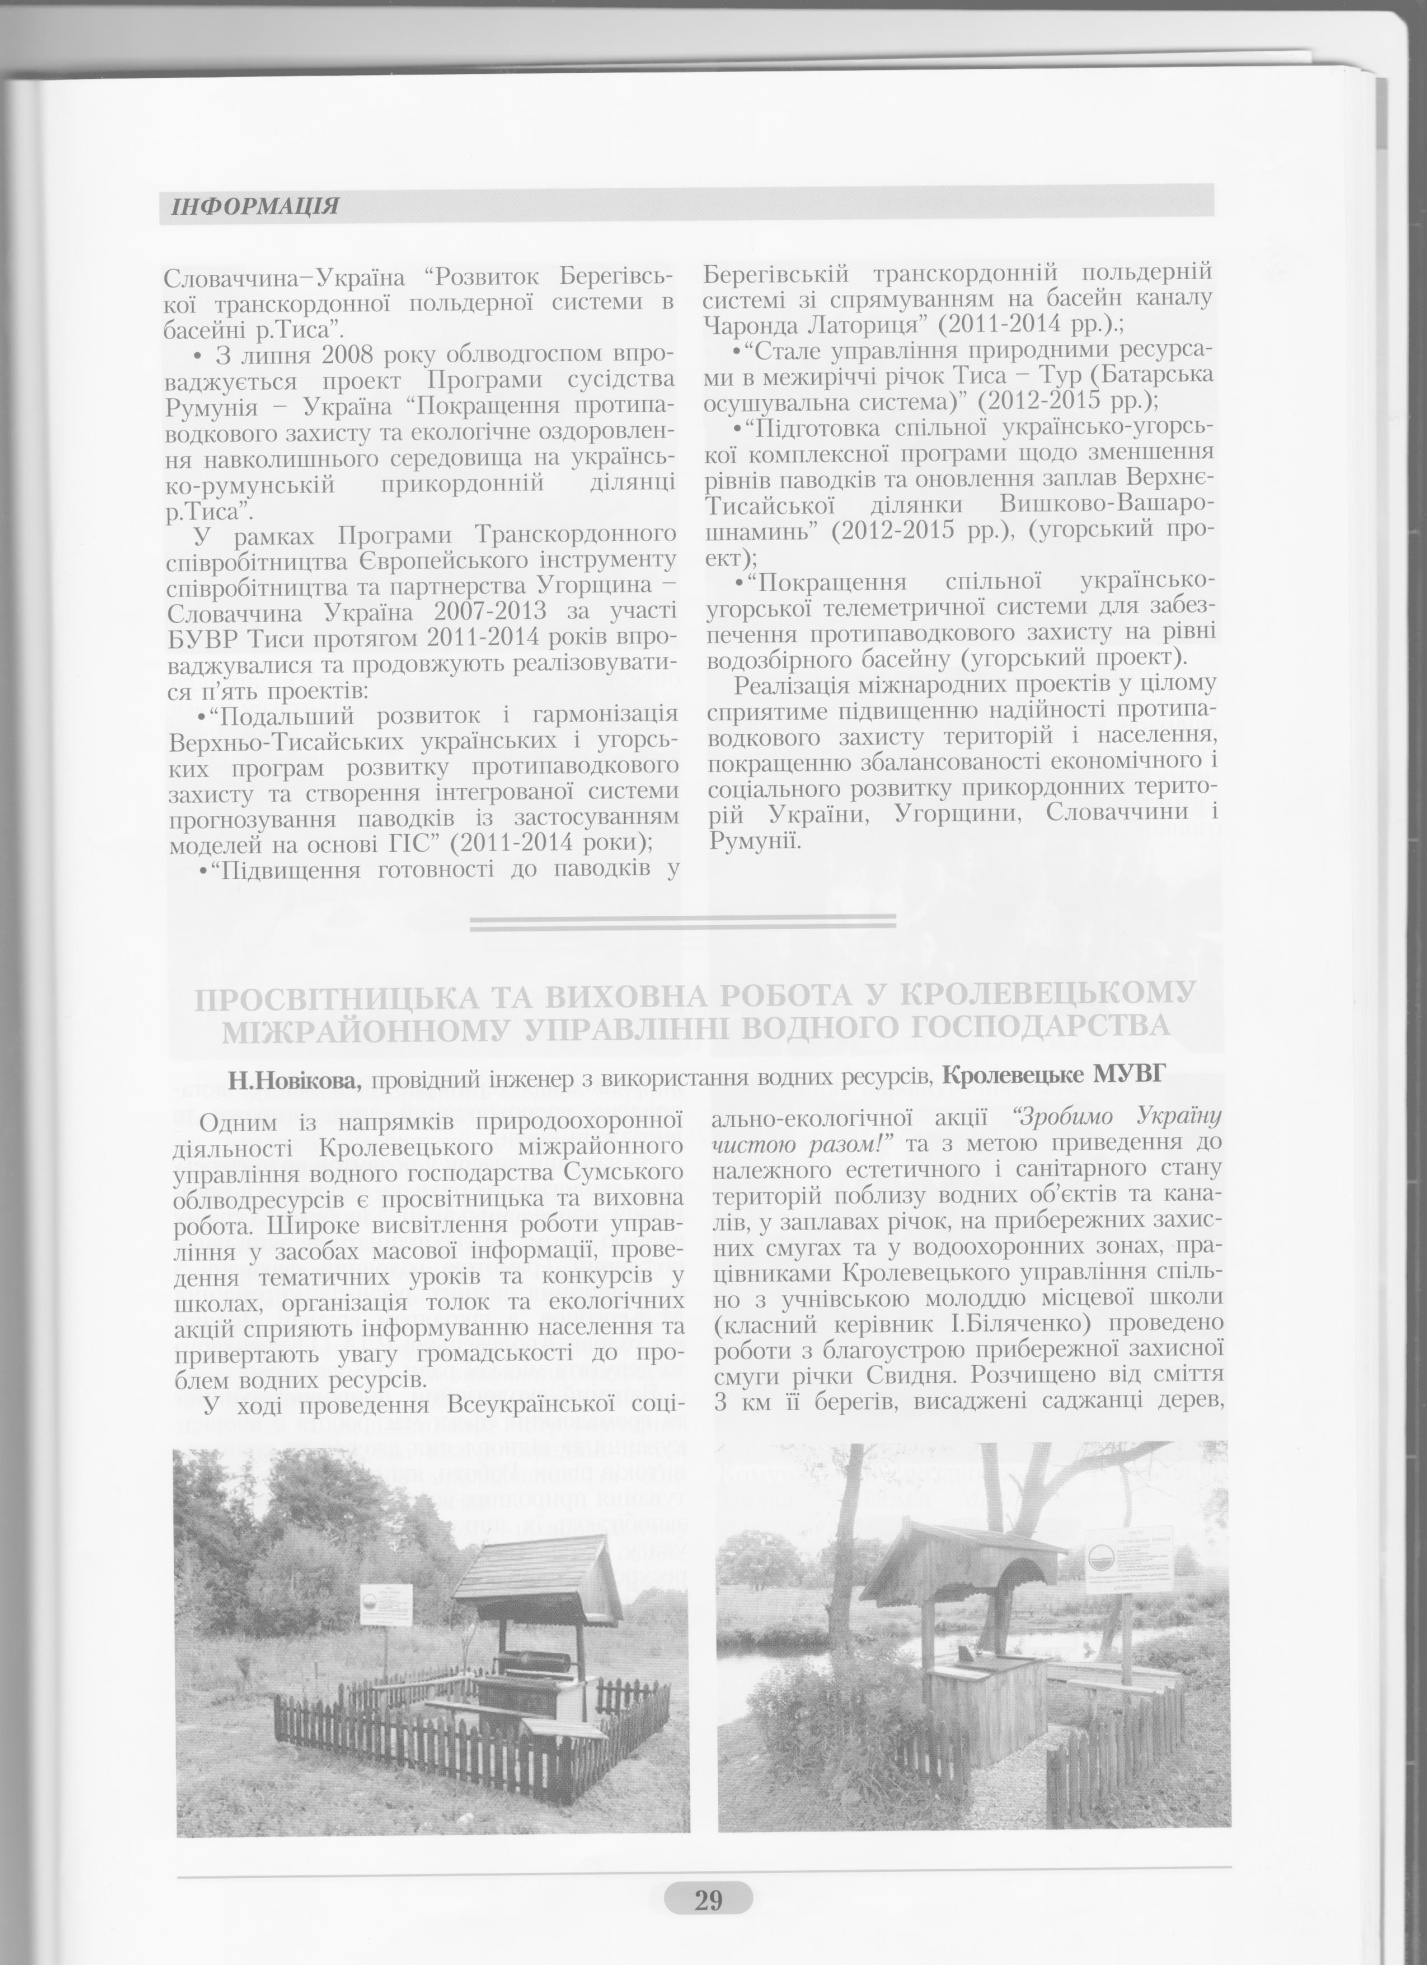 ІНФОРМАЦІЯ
Словаччина–Україна “Розвиток Берегівсь-
кої транскордонної польдерної системи в
басейні р.Тиса”.
• З липня 2008 року облводгоспом впро-
ваджується проект Програми сусідства
Румунія – Україна “Покращення протипа-
водкового захисту та екологічне оздоровлен-
ня навколишнього середовища на українсь-
ко-румунській прикордонній ділянці
р.Тиса”.
У рамках Програми Транскордонного
співробітництва Європейського інструменту
співробітництва та партнерства Угорщина –
Словаччина Україна 2007-2013 за участі
БУВР Тиси протягом 2011-2014 років впро-
ваджувалися та продовжують реалізовувати-
ся п’ять проектів:
•“Подальший розвиток і гармонізація
Верхньо-Тисайських українських і угорсь-
ких програм розвитку протипаводкового
захисту та створення інтегрованої системи
прогнозування паводків із застосуванням
моделей на основі ГІС” (2011-2014 роки);
•“Підвищення готовності до паводків у
Берегівській транскордонній польдерній
системі зі спрямуванням на басейн каналу
Чаронда Латориця” (2011-2014 рр.).;
•“Стале управління природними ресурса-
ми в межиріччі річок Тиса – Тур (Батарська
осушувальна система)” (2012-2015 рр.);
•“Підготовка спільної українсько-угорсь-
кої комплексної програми щодо зменшення
рівнів паводків та оновлення заплав Верхнє-
Тисайської ділянки Вишково-Вашаро-
шнаминь” (2012-2015 рр.), (угорський про-
ект);
•“Покращення спільної українсько-
угорської телеметричної системи для забез-
печення протипаводкового захисту на рівні
водозбірного басейну (угорський проект).
Реалізація міжнародних проектів у цілому
сприятиме підвищенню надійності протипа-
водкового захисту територій і населення,
покращенню збалансованості економічного і
соціального розвитку прикордонних терито-
рій України, Угорщини, Словаччини і
Румунії.
ПРОСВІТНИЦЬКА ТА ВИХОВНА РОБОТА У КРОЛЕВЕЦЬКОМУ
МІЖРАЙОННОМУ УПРАВЛІННІ ВОДНОГО ГОСПОДАРСТВА
Н.Новікова, провідний інженер з використання водних ресурсів, Кролевецьке МУВГ
Одним із напрямків природоохоронної
діяльності Кролевецького міжрайонного
управління водного господарства Сумського
облводресурсів є просвітницька та виховна
робота. Широке висвітлення роботи управ-
ління у засобах масової інформації, прове-
дення тематичних уроків та конкурсів у
школах, організація толок та екологічних
акцій сприяють інформуванню населення та
привертають увагу громадськості до про-
блем водних ресурсів.
У ході проведення Всеукраїнської соці-
ально-екологічної акції “Зробимо Україну
чистою разом!” та з метою приведення до
належного естетичного і санітарного стану
територій поблизу водних об’єктів та кана-
лів, у заплавах річок, на прибережних захис-
них смугах та у водоохоронних зонах, пра-
цівниками Кролевецького управління спіль-
но з учнівською молоддю місцевої школи
(класний керівник І.Біляченко) проведено
роботи з благоустрою прибережної захисної
смуги річки Свидня. Розчищено від сміття
3 км її берегів, висаджені саджанці дерев,
29